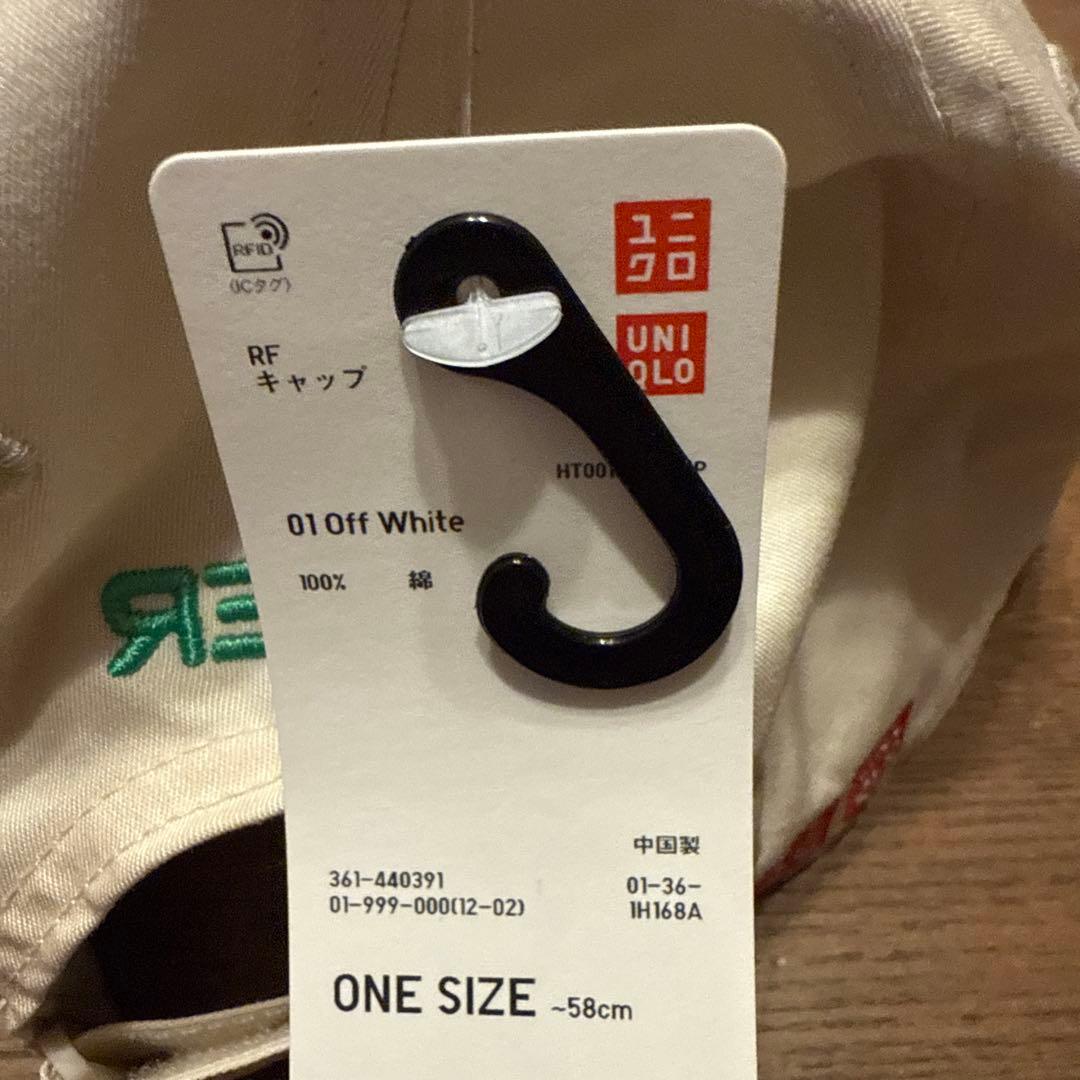 RFID
(ICタグ)
ユニ
クロ
UNI
QLO
RF
キャップ
01 Off White
100% 綿
中国製
361-440391
01-999-000(12-02)
01-36-
1H168A
ONE SIZE ~58cm